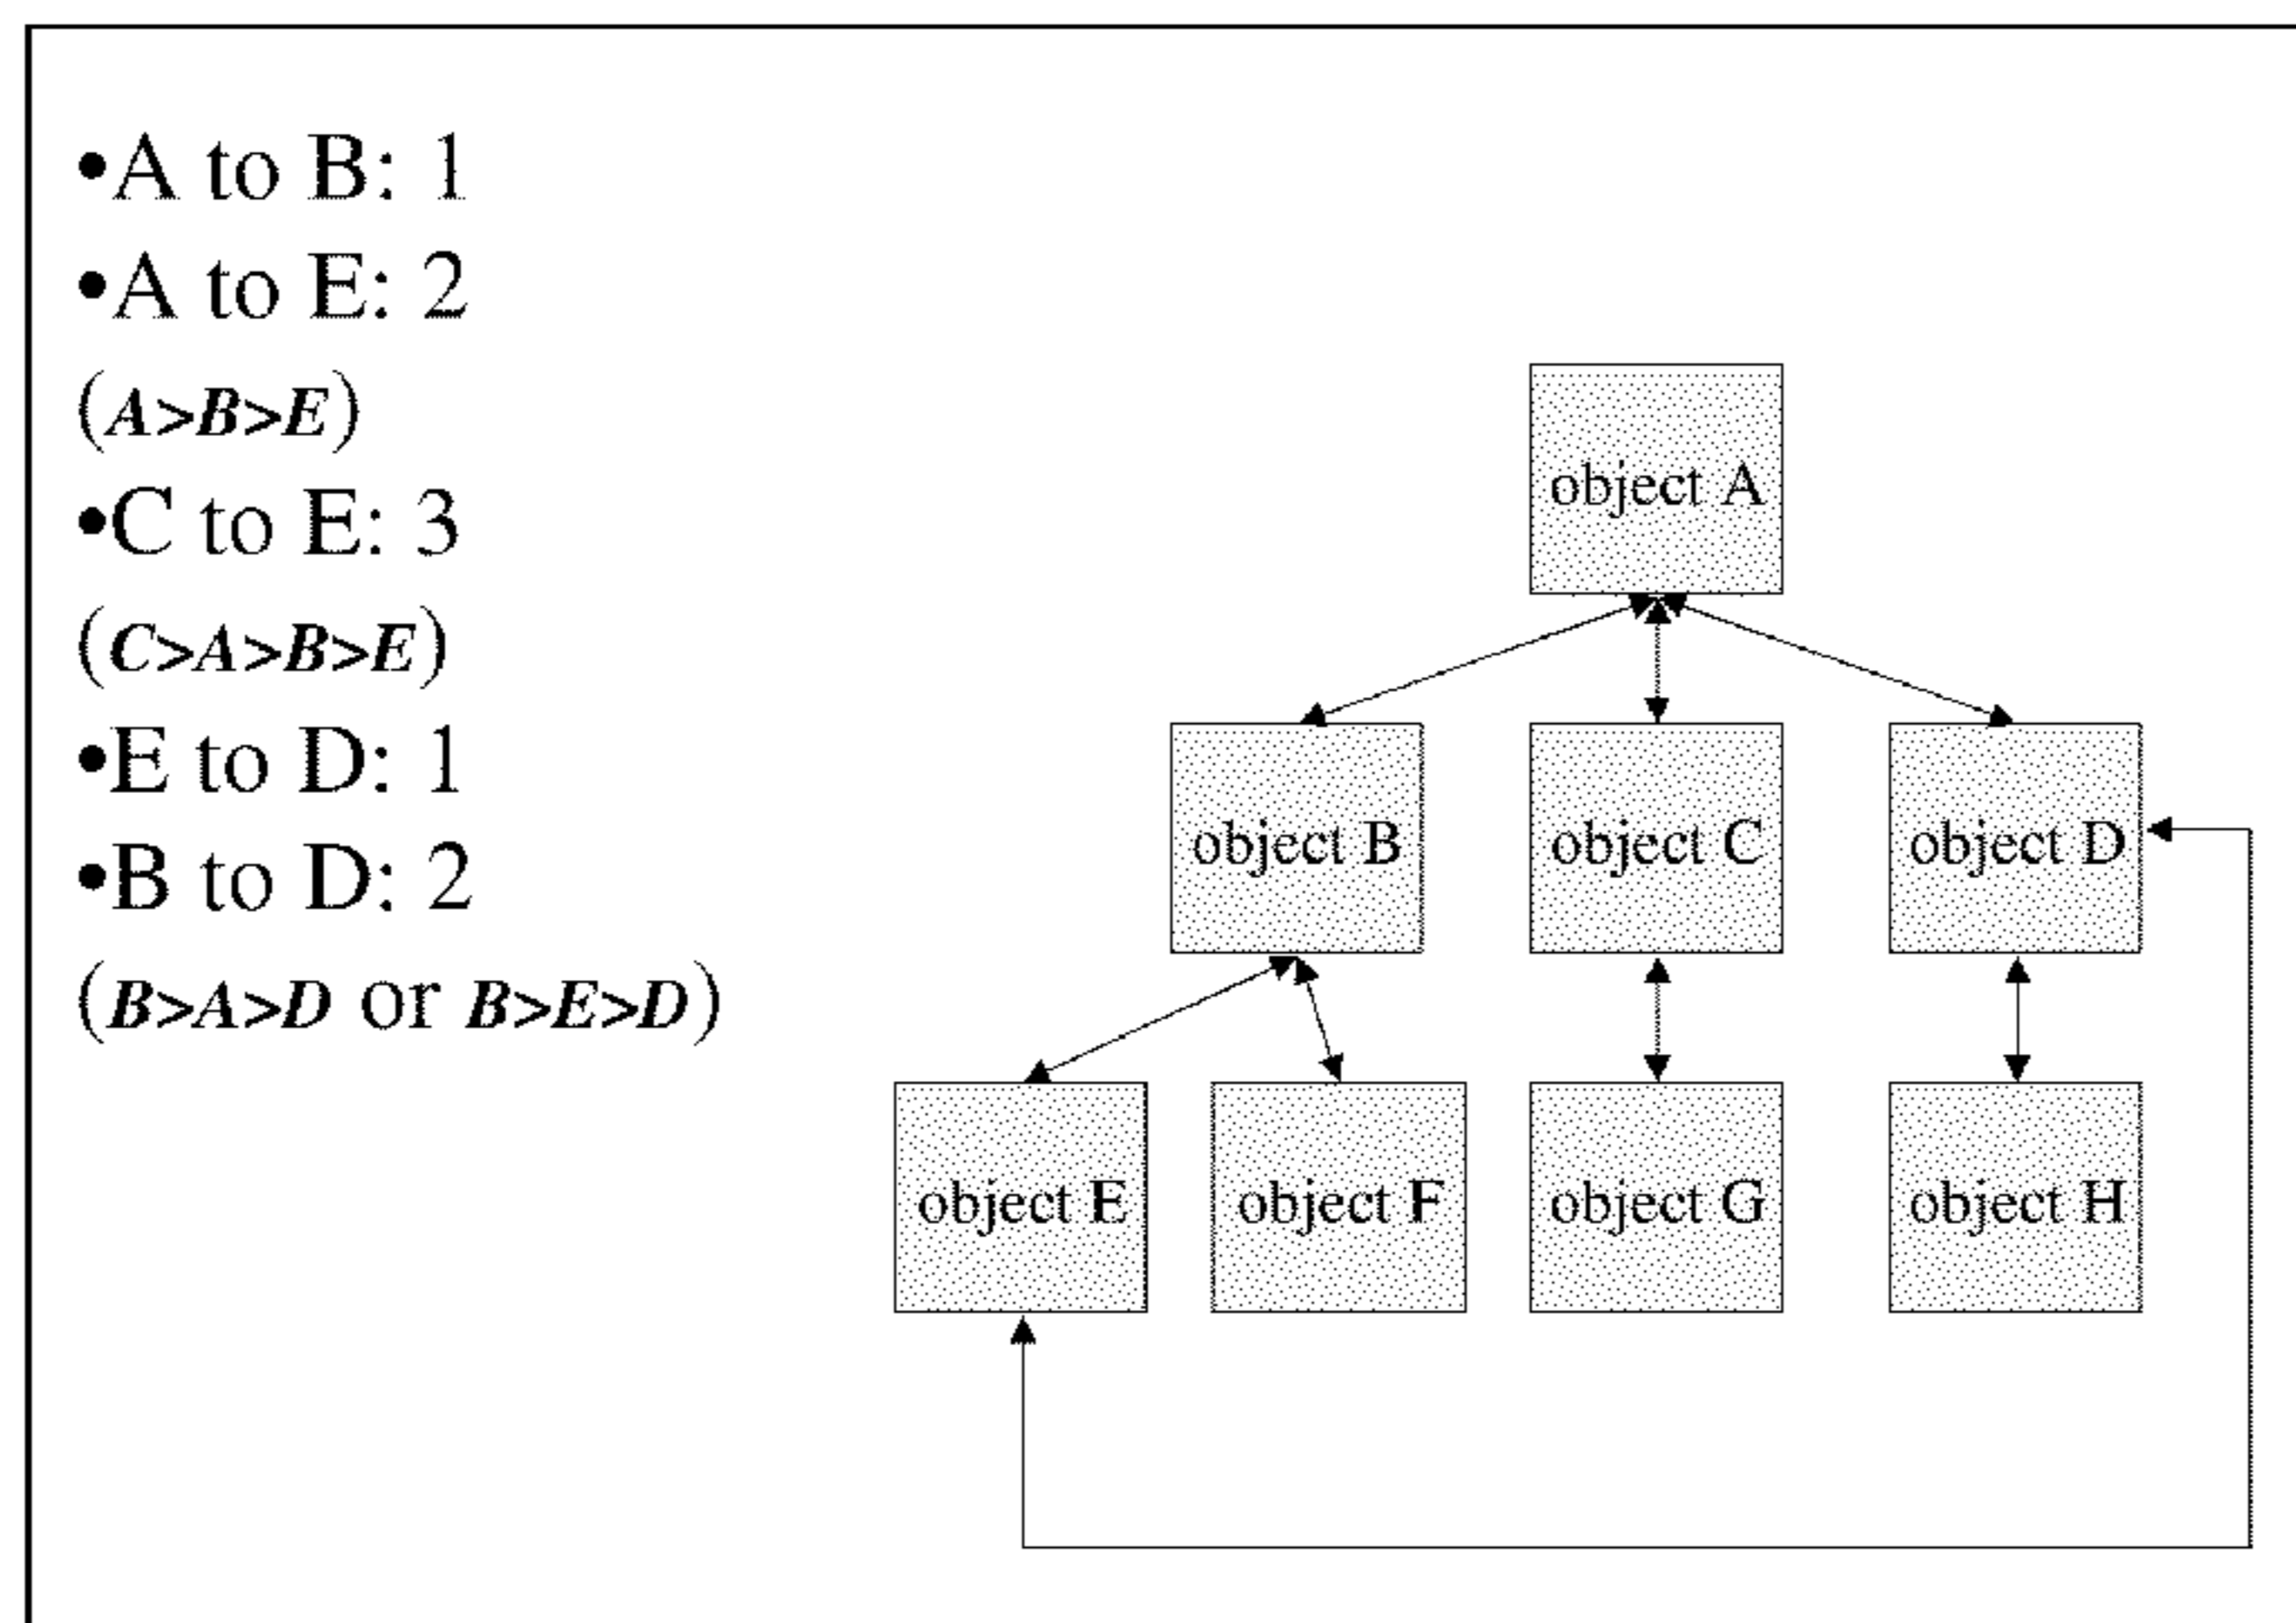 •A to B: 1
•A to E: 2
(A>B>E)
•C to E: 3
(C>A>B>E)
•E to D: 1
•B to D: 2
(B>A>D or B>E>D)
object A
object B
object C
object D
object E
object F
object G
object H